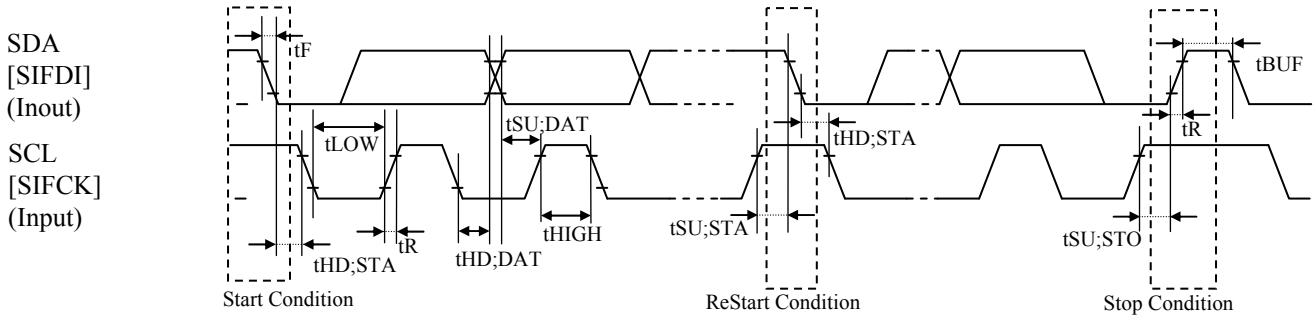 SDA
[SIFDI]
(Inout)
tF
tBUF
tSU;DAT
tLOW
tHD;STA
tR
SCL
[SIFCK]
(Input)
tHD;STA
tR
tHD;DAT
tHIGH
tSU;STA
tSU;STO
Start Condition
ReStart Condition
Stop Condition